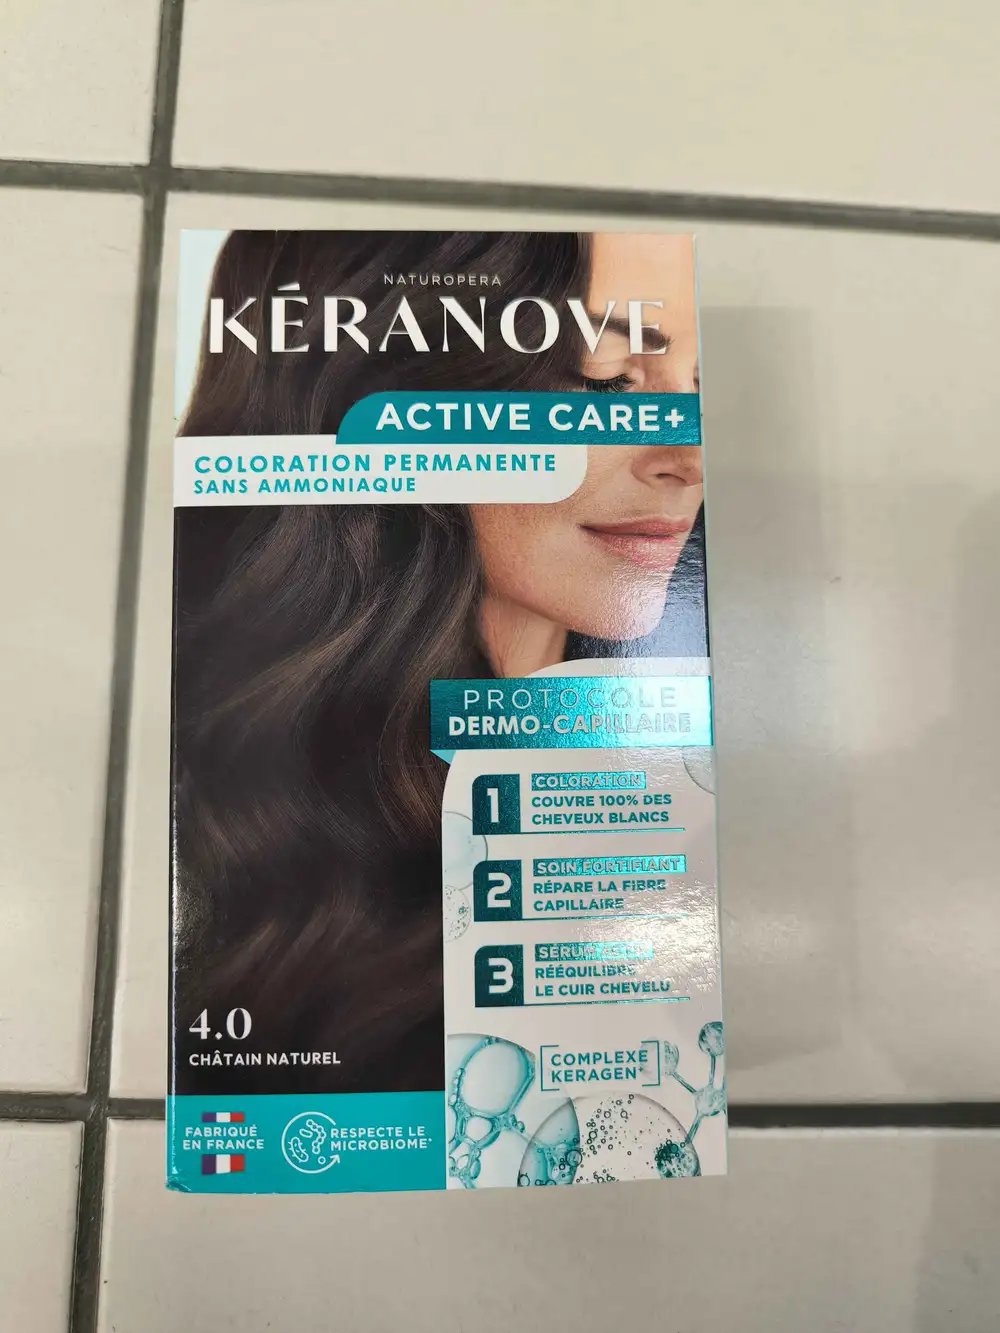 NATUROPERA
KÉRANOVE
ACTIVE CARE+
COLORATION PERMANENTE
SANS AMMONIAQUE
PROTOCOLE
DERMO-CAPILLAIRE
1
COLORATION
COUVRE 100% DES
CHEVEUX BLANCS
2
SOIN FORTIFIANT
RÉPARE LA FIBRE
CAPILLAIRE
3
SÉRUM
RÉÉQUILIBRE
LE CUIR CHEVELU
4.0
CHÂTAIN NATUREL
COMPLEXE
KERAGEN+
FABRIQUÉ
EN FRANCE
RESPECTE LE
MICROBIOME*